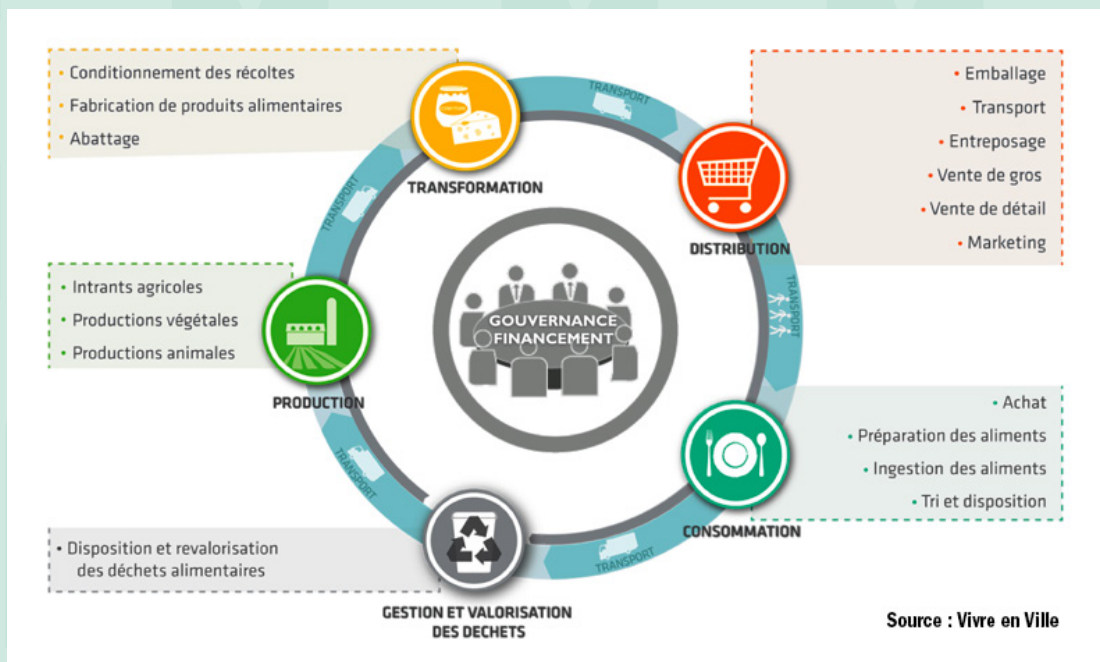 • Conditionnement des récoltes
• Fabrication de produits alimentaires
• Abattage
TRANSFORMATION
TRANSPORT
• Emballage
• Transport
• Entreposage
• Vente de gros
• Vente de détail
• Marketing
DISTRIBUTION
TRANSPORT
• Achat
• Préparation des aliments
• Ingestion des aliments
• Tri et disposition
CONSOMMATION
TRANSPORT
• Disposition et revalorisation
des déchets alimentaires
GESTION ET VALORISATION
DES DECHETS
TRANSPORT
• Intrants agricoles
• Productions végétales
• Productions animales
PRODUCTION
TRANSPORT
GOUVERNANCE
FINANCEMENT
Source : Vivre en Ville